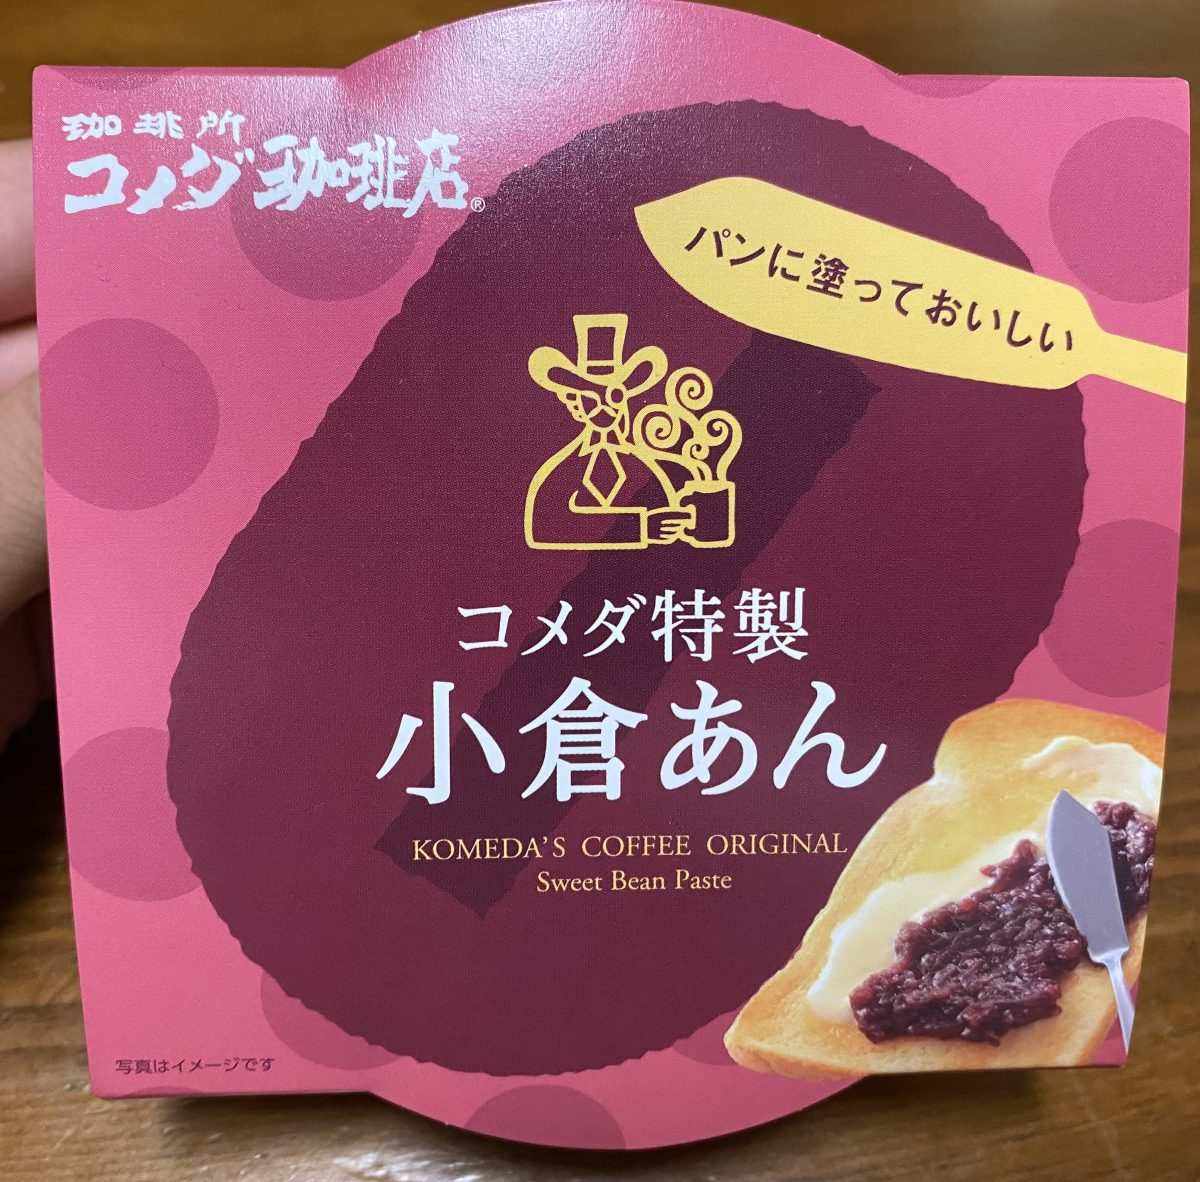 珈琲所
コメダ珈琲店®
パンに塗っておいしい
コメダ特製
小倉あん
KOMEDA'S COFFEE ORIGINAL
Sweet Bean Paste
写真はイメージです